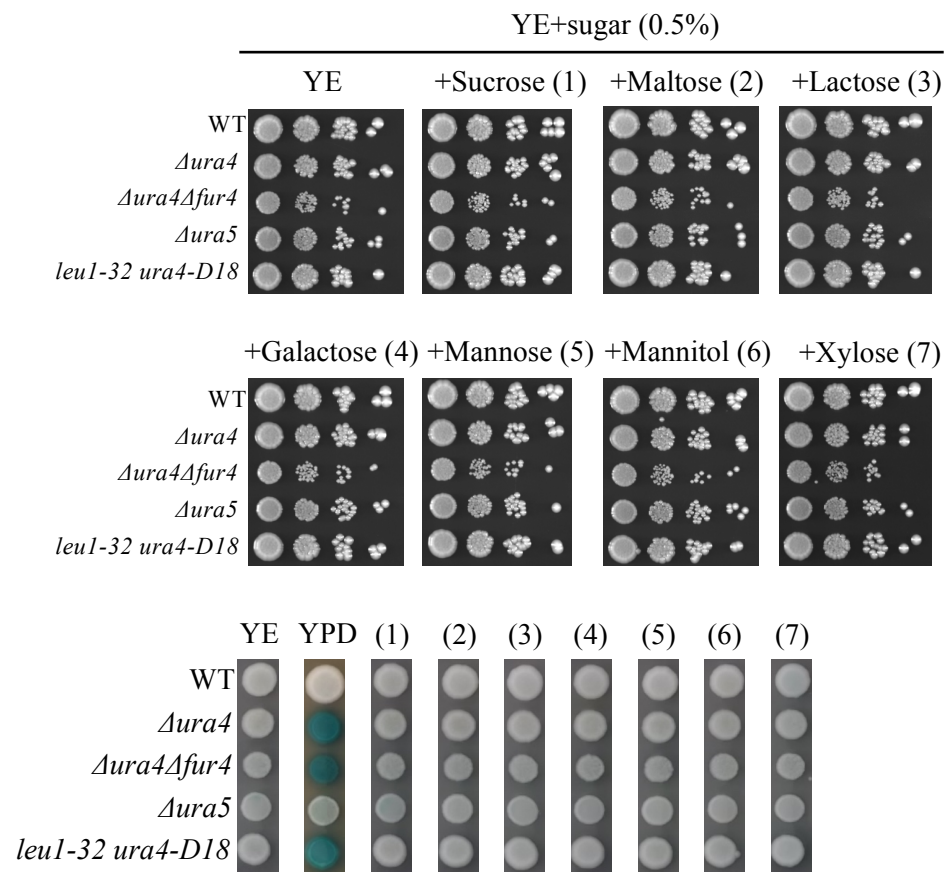 YE+sugar (0.5%)
YE +Sucrose (1) +Maltose (2) +Lactose (3)
WT
Δura4
Δura4Δfur4
Δura5
leu1-32 ura4-D18
+Galactose (4) +Mannose (5) +Mannitol (6) +Xylose (7)
WT
Δura4
Δura4Δfur4
Δura5
leu1-32 ura4-D18
YE YPD (1) (2) (3) (4) (5) (6) (7)
WT
Δura4
Δura4Δfur4
Δura5
leu1-32 ura4-D18